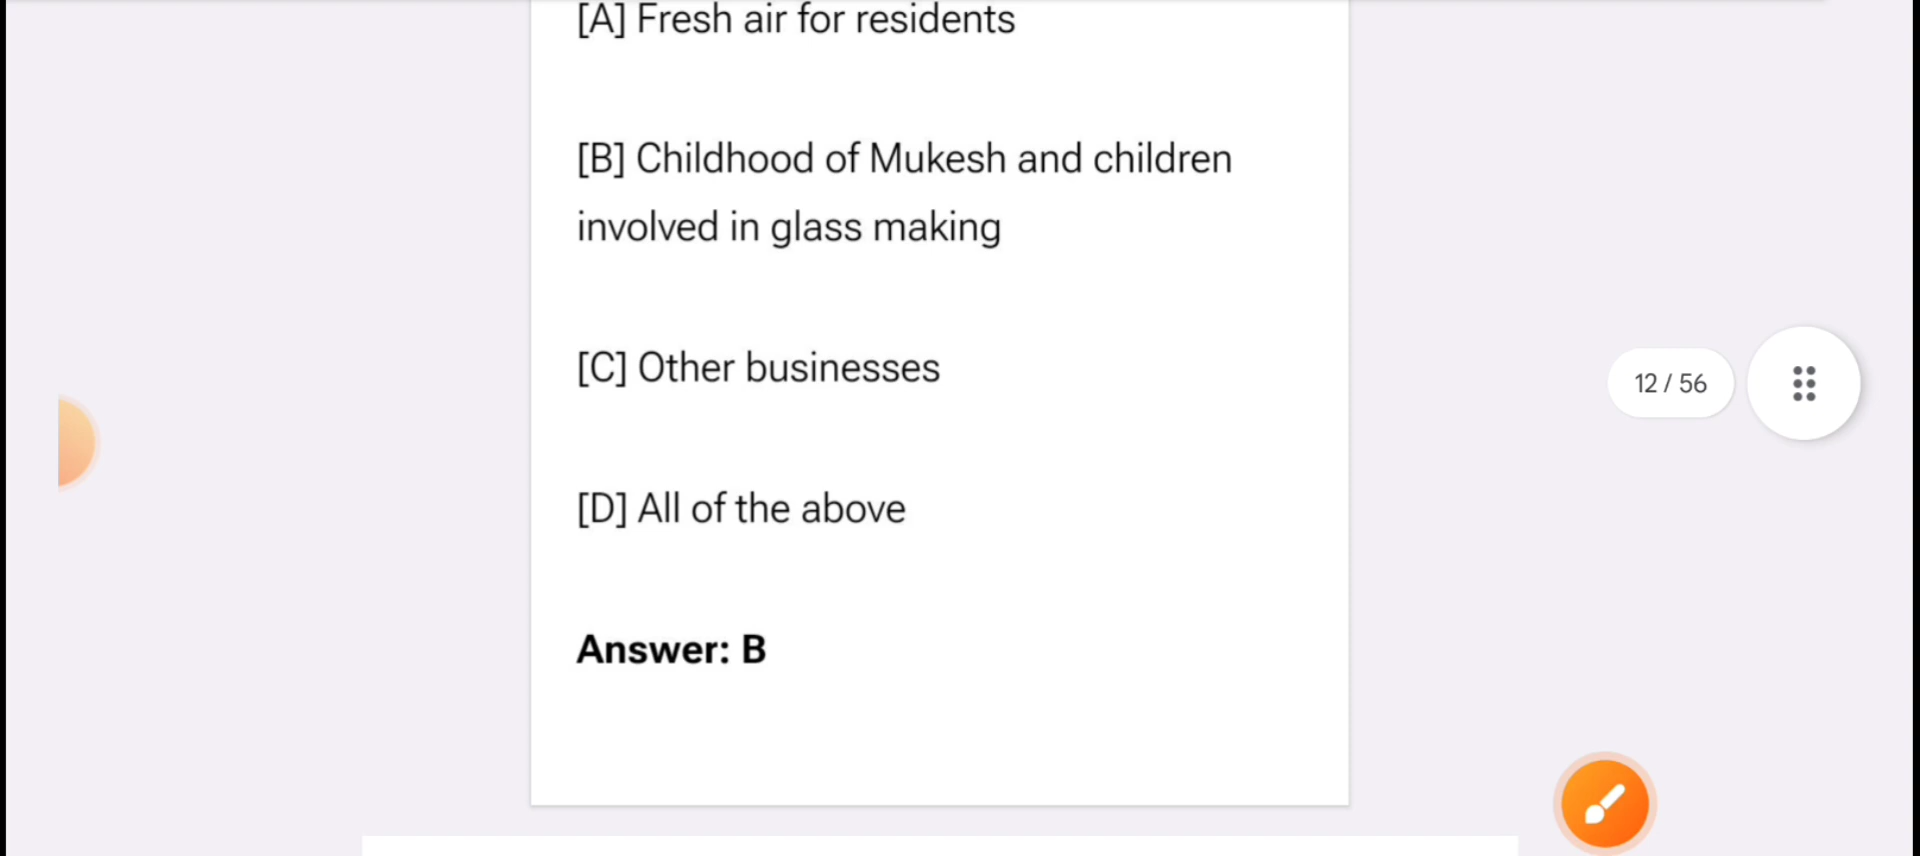 [A] Fresh air for residents
[B] Childhood of Mukesh and children
involved in glass making
[C] Other businesses
12 / 56
[D] All of the above
Answer: B